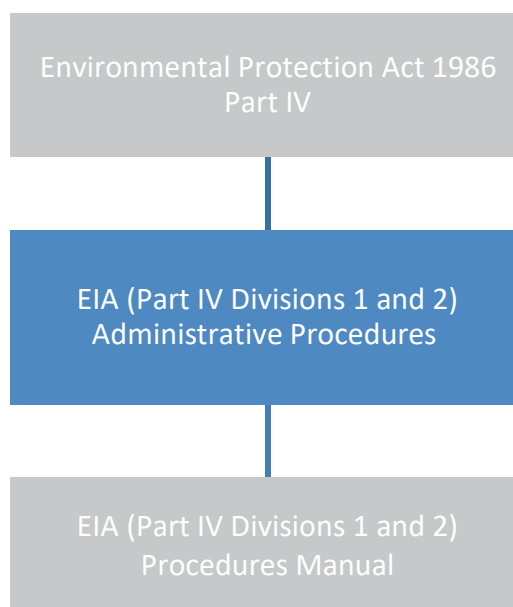 Environmental Protection Act 1986
Part IV
EIA (Part IV Divisions 1 and 2)
Administrative Procedures
EIA (Part IV Divisions 1 and 2)
Procedures Manual